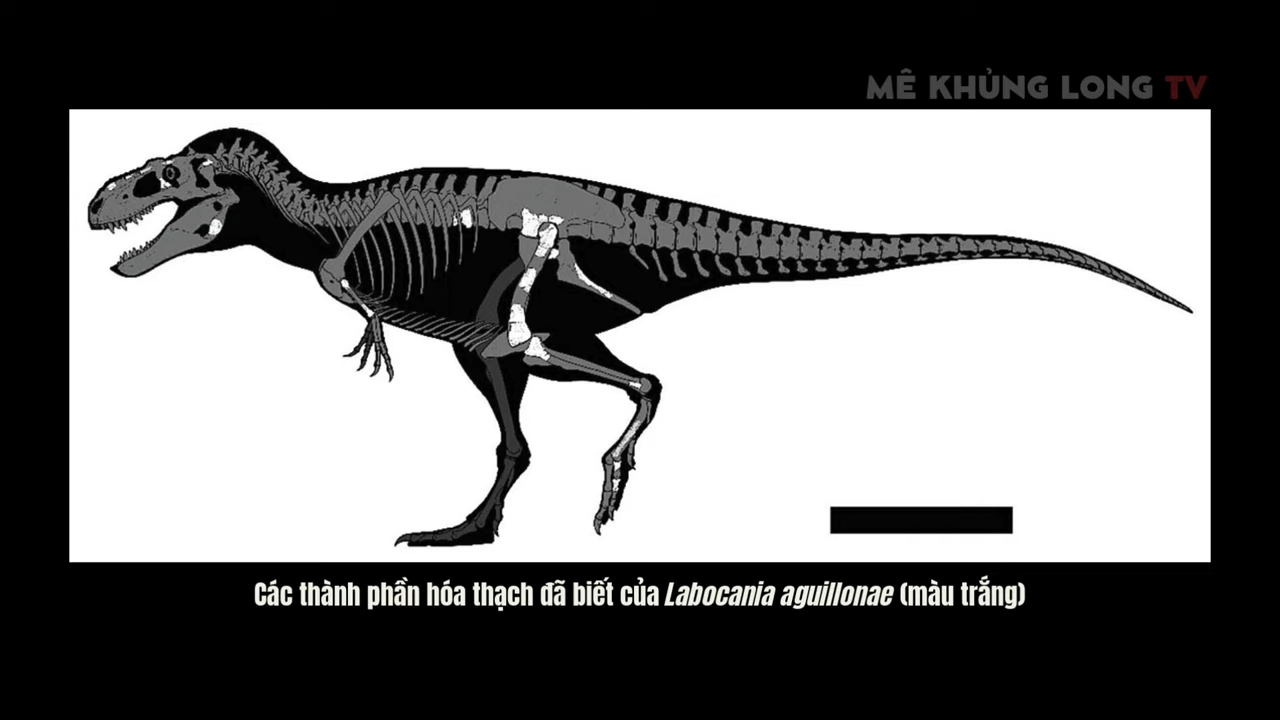 MÊ KHỦNG LONG TV
Các thành phần hóa thạch đã biết của Labocania aguillonae (màu trắng)